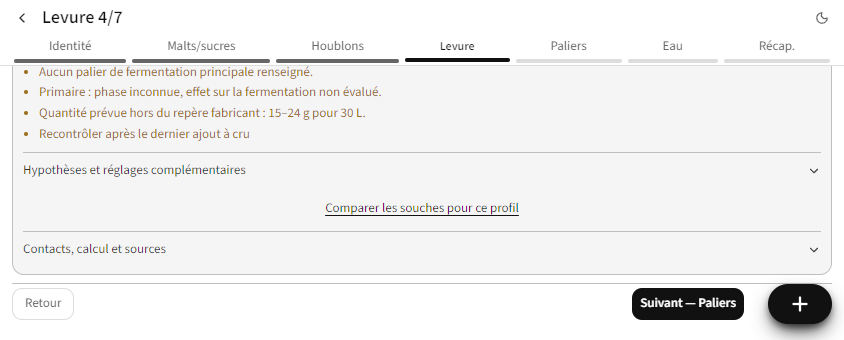 Levure 4/7
Identité
Malts/sucres
Houblons
Levure
Paliers
Eau
Récap.
Aucun palier de fermentation principale renseigné.
Primaire : phase inconnue, effet sur la fermentation non évalué.
Quantité prévue hors du repère fabricant : 15–24 g pour 30 L.
Recontrôler après le dernier ajout à cru
Hypothèses et réglages complémentaires
Comparer les souches pour ce profil
Contacts, calcul et sources
Retour
Suivant — Paliers